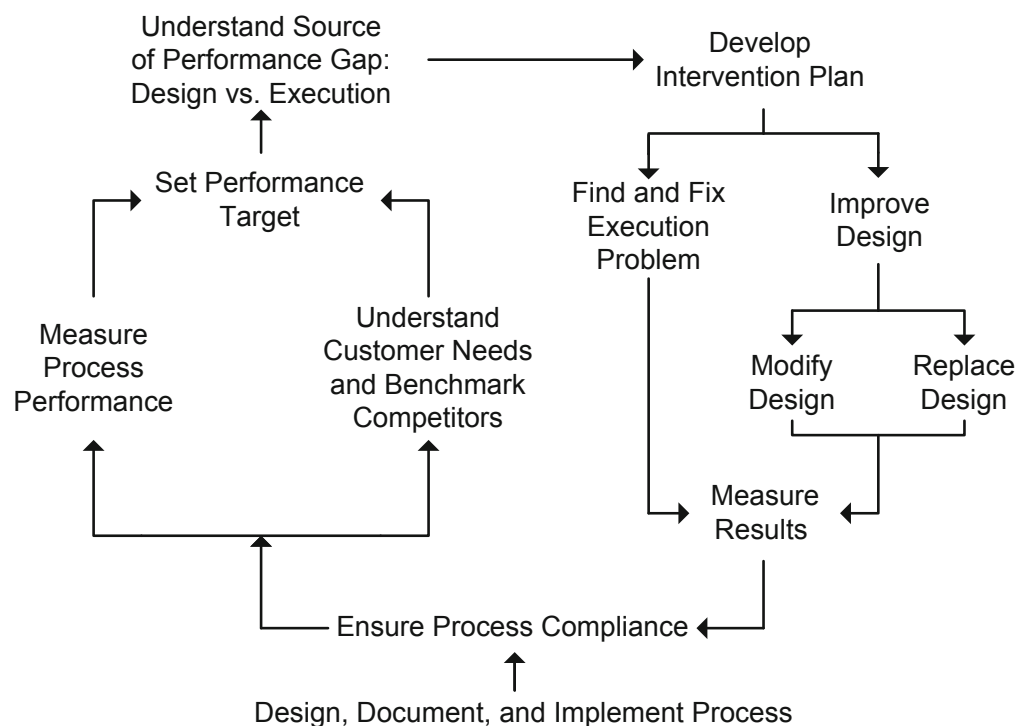 Understand Source
of Performance Gap:
Design vs. Execution
Develop
Intervention Plan
Set Performance
Target
Find and Fix
Execution
Problem
Improve
Design
Measure
Process
Performance
Understand
Customer Needs
and Benchmark
Competitors
Modify
Design
Replace
Design
Measure
Results
Ensure Process Compliance
Design, Document, and Implement Process